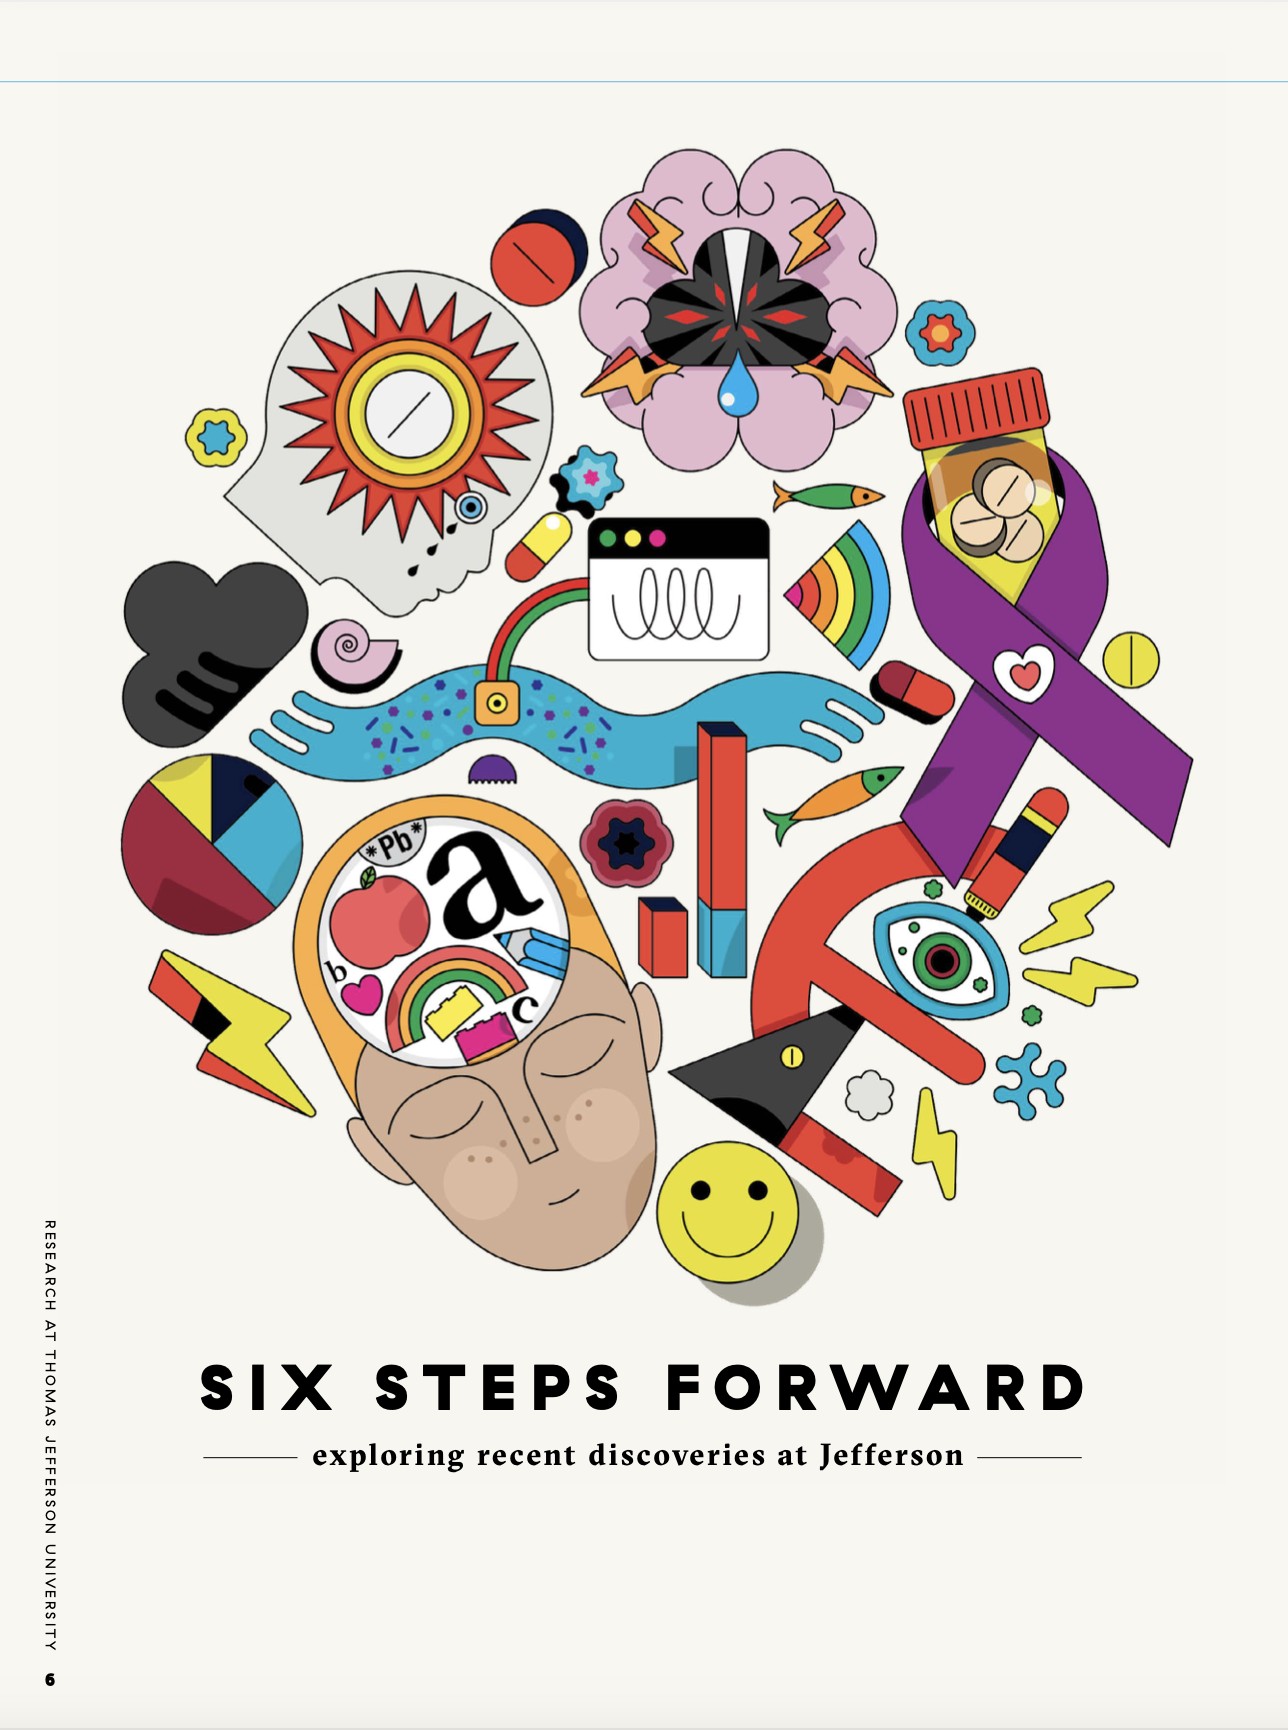 *Pb*
a
b
c
SIX STEPS FORWARD
exploring recent discoveries at Jefferson
RESEARCH AT THOMAS JEFFERSON UNIVERSITY
6